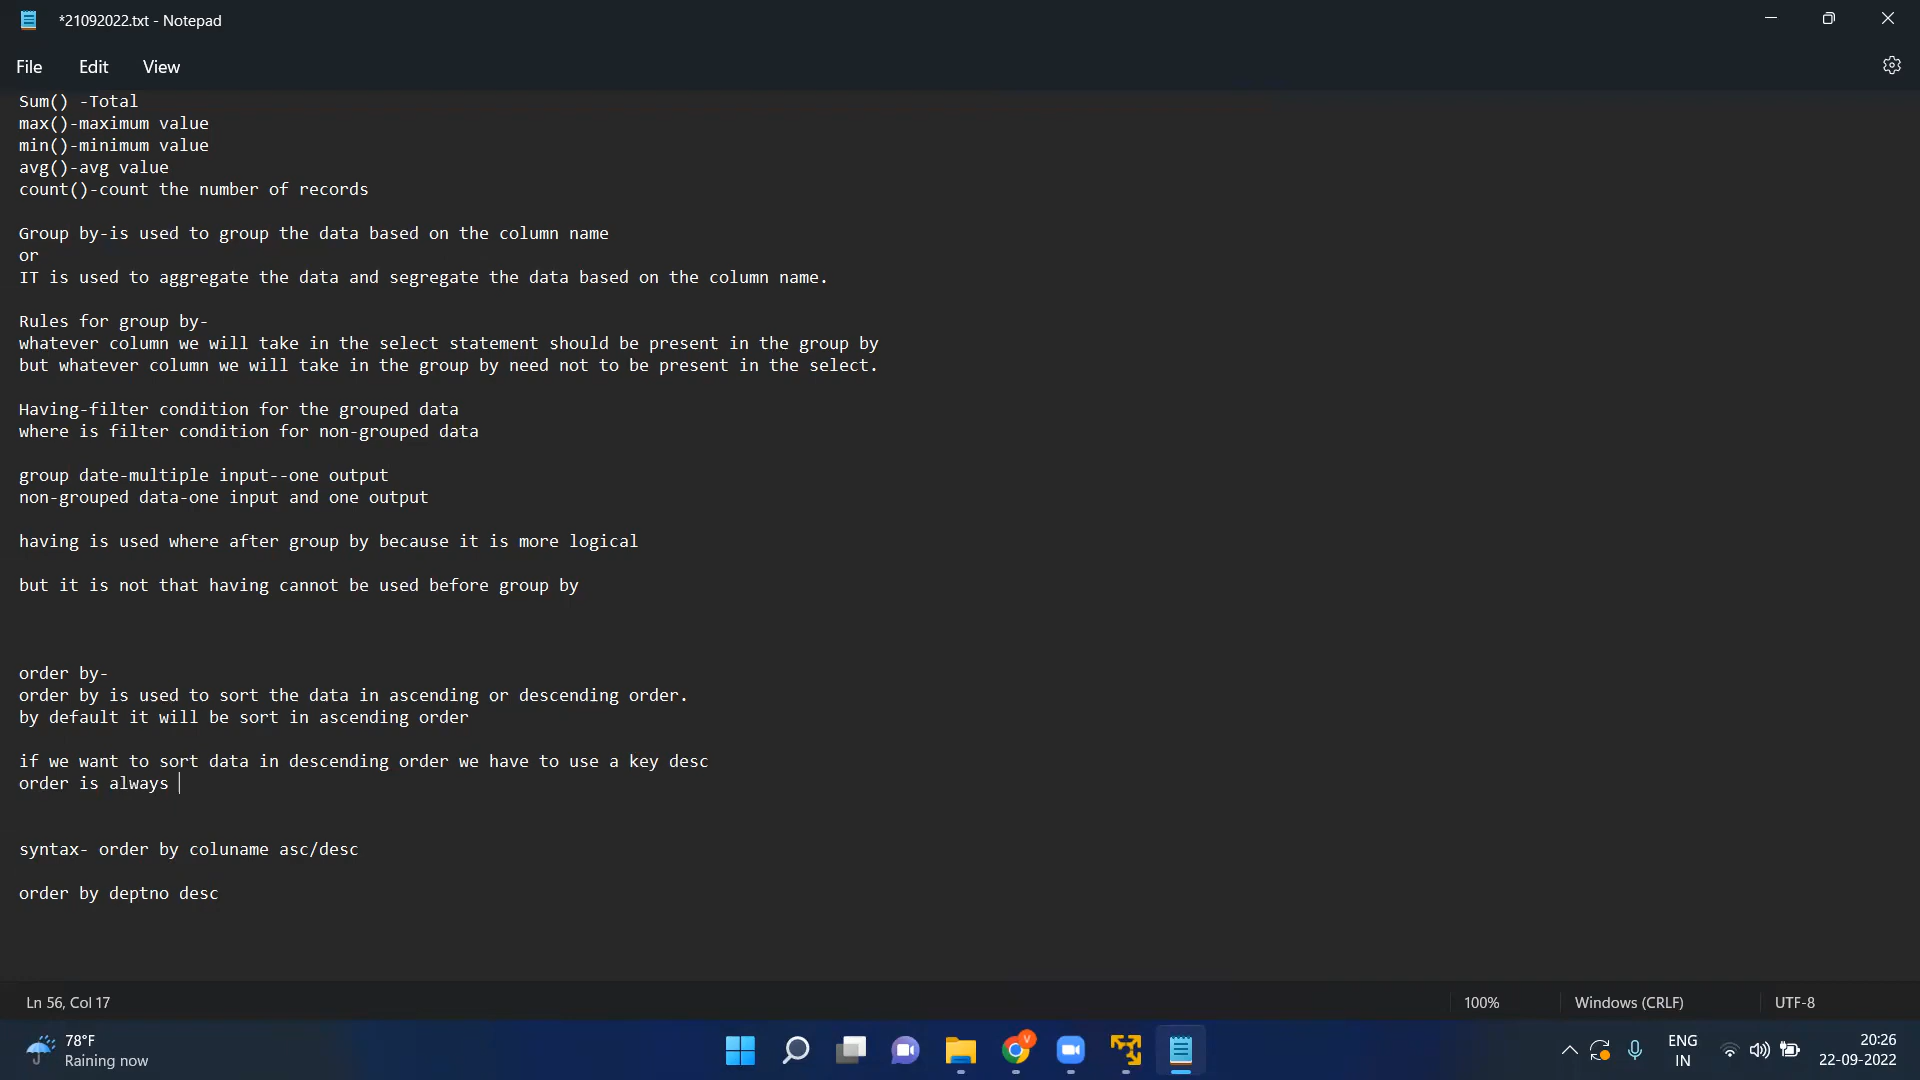 *21092022.txt - Notepad
File Edit View
Sum() -Total
max()-maximum value
min()-minimum value
avg()-avg value
count()-count the number of records
Group by-is used to group the data based on the column name
or
IT is used to aggregate the data and segregate the data based on the column name.
Rules for group by-
whatever column we will take in the select statement should be present in the group by
but whatever column we will take in the group by need not to be present in the select.
Having-filter condition for the grouped data
where is filter condition for non-grouped data
group date-multiple input--one output
non-grouped data-one input and one output
having is used where after group by because it is more logical
but it is not that having cannot be used before group by
order by-
order by is used to sort the data in ascending or descending order.
by default it will be sort in ascending order
if we want to sort data in descending order we have to use a key desc
order is always
syntax- order by coluname asc/desc
order by deptno desc
Ln 56, Col 17 100% Windows (CRLF) UTF-8
78°F
Raining now
V
ENG
IN
20:26
22-09-2022